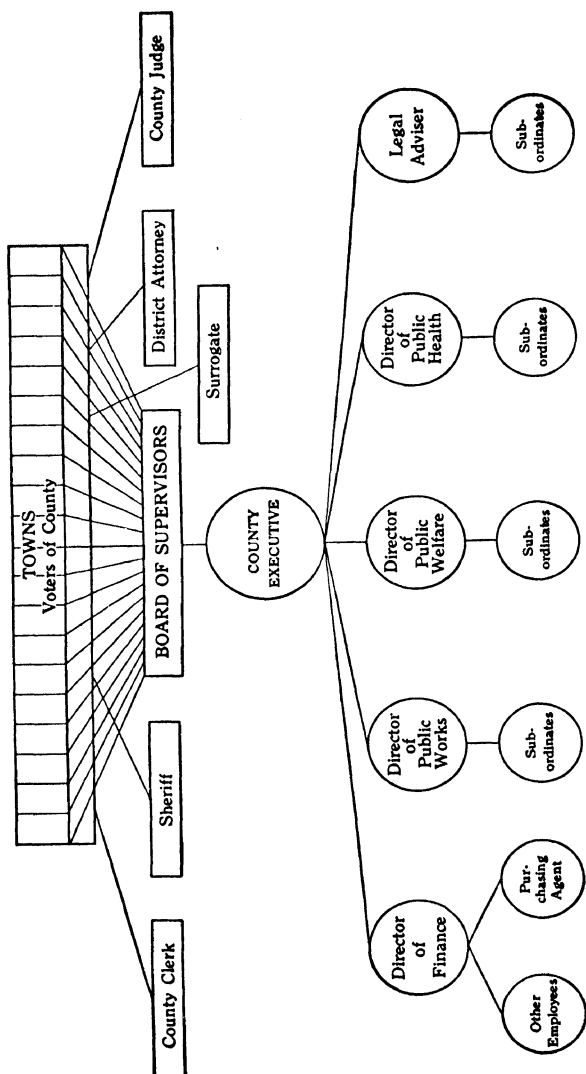 TOWNS
Voters of County
County Clerk
Sheriff
BOARD OF SUPERVISORS
Surrogate
District Attorney
County Judge
COUNTY
EXECUTIVE
Director
of
Finance
Director
of
Public
Works
Director
of
Public
Welfare
Director
of
Public
Health
Legal
Adviser
Other
Employees
Pur-
chasing
Agent
Sub-
ordinates
Sub-
ordinates
Sub-
ordinates
Sub-
ordinates